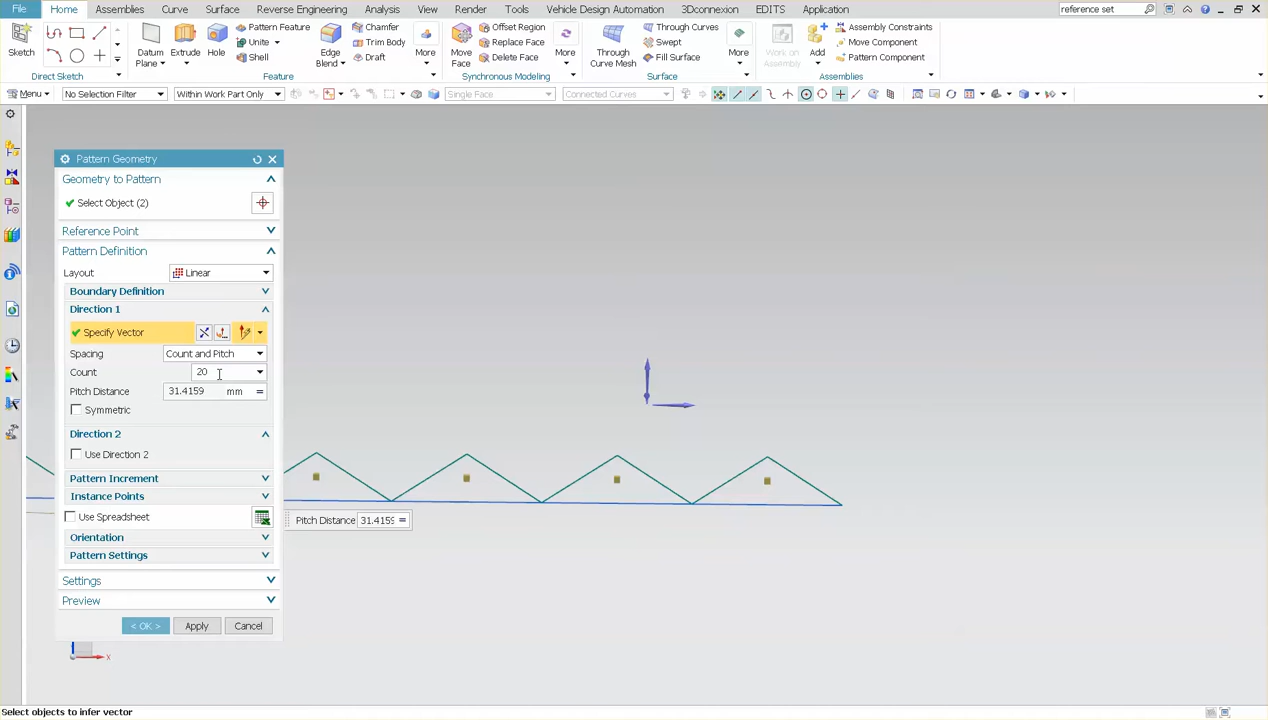 File Home Assemblies Curve Surface Reverse Engineering Analysis View Render Tools Vehicle Design Automation 3Dconnexion EDITS Application reference set
Sketch Datum Plane Extrude Hole Pattern Feature Unite Shell Edge Blend Chamfer Trim Body Draft More Move Face Offset Region Replace Face Delete Face More Through Curve Mesh Through Curves Swept Fill Surface More Work on Assembly Add Assembly Constraints Move Component Pattern Component
Direct Sketch Feature Synchronous Modeling Surface Assemblies
Menu No Selection Filter Within Work Part Only Single Face Connected Curves
Pattern Geometry
Geometry to Pattern
Select Object (2)
Reference Point
Pattern Definition
Layout Linear
Boundary Definition
Direction 1
Specify Vector
Spacing Count and Pitch
Count 20
Pitch Distance 31.4159 mm =
Symmetric
Direction 2
Use Direction 2
Pattern Increment
Instance Points
Use Spreadsheet
Pitch Distance 31.415 =
Orientation
Pattern Settings
Settings
Preview
< OK > Apply Cancel
X
Select objects to infer vector